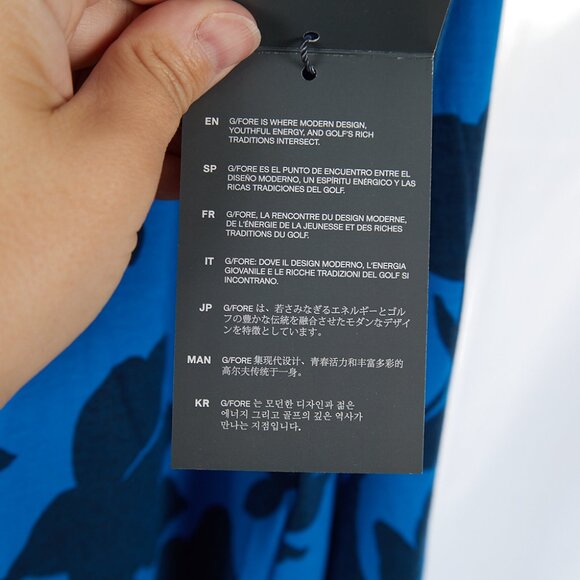 EN G/FORE IS WHERE MODERN DESIGN,
YOUTHFUL ENERGY, AND GOLF'S RICH
TRADITIONS INTERSECT.
SP G/FORE ES EL PUNTO DE ENCUENTRO ENTRE EL
DISEÑO MODERNO, UN ESPÍRITU ENÉRGICO Y LAS
RICAS TRADICIONES DEL GOLF.
FR G/FORE, LA RENCONTRE DU DESIGN MODERNE,
DE L'ÉNERGIE DE LA JEUNESSE ET DES RICHES
TRADITIONS DU GOLF.
IT G/FORE: DOVE IL DESIGN MODERNO, L'ENERGIA
GIOVANILE E LE RICCHE TRADIZIONI DEL GOLF SI
INCONTRANO.
JP G/FORE は、若さみなぎるエネルギーとゴル
フの豊かな伝統を融合させたモダンなデザイ
ンを特徴としています。
MAN G/FORE 集现代设计、青春活力和丰富多彩的
高尔夫传统于一身。
KR G/FORE 는 모던한 디자인과 젊은
에너지 그리고 골프의 깊은 역사가
만나는 지점입니다.